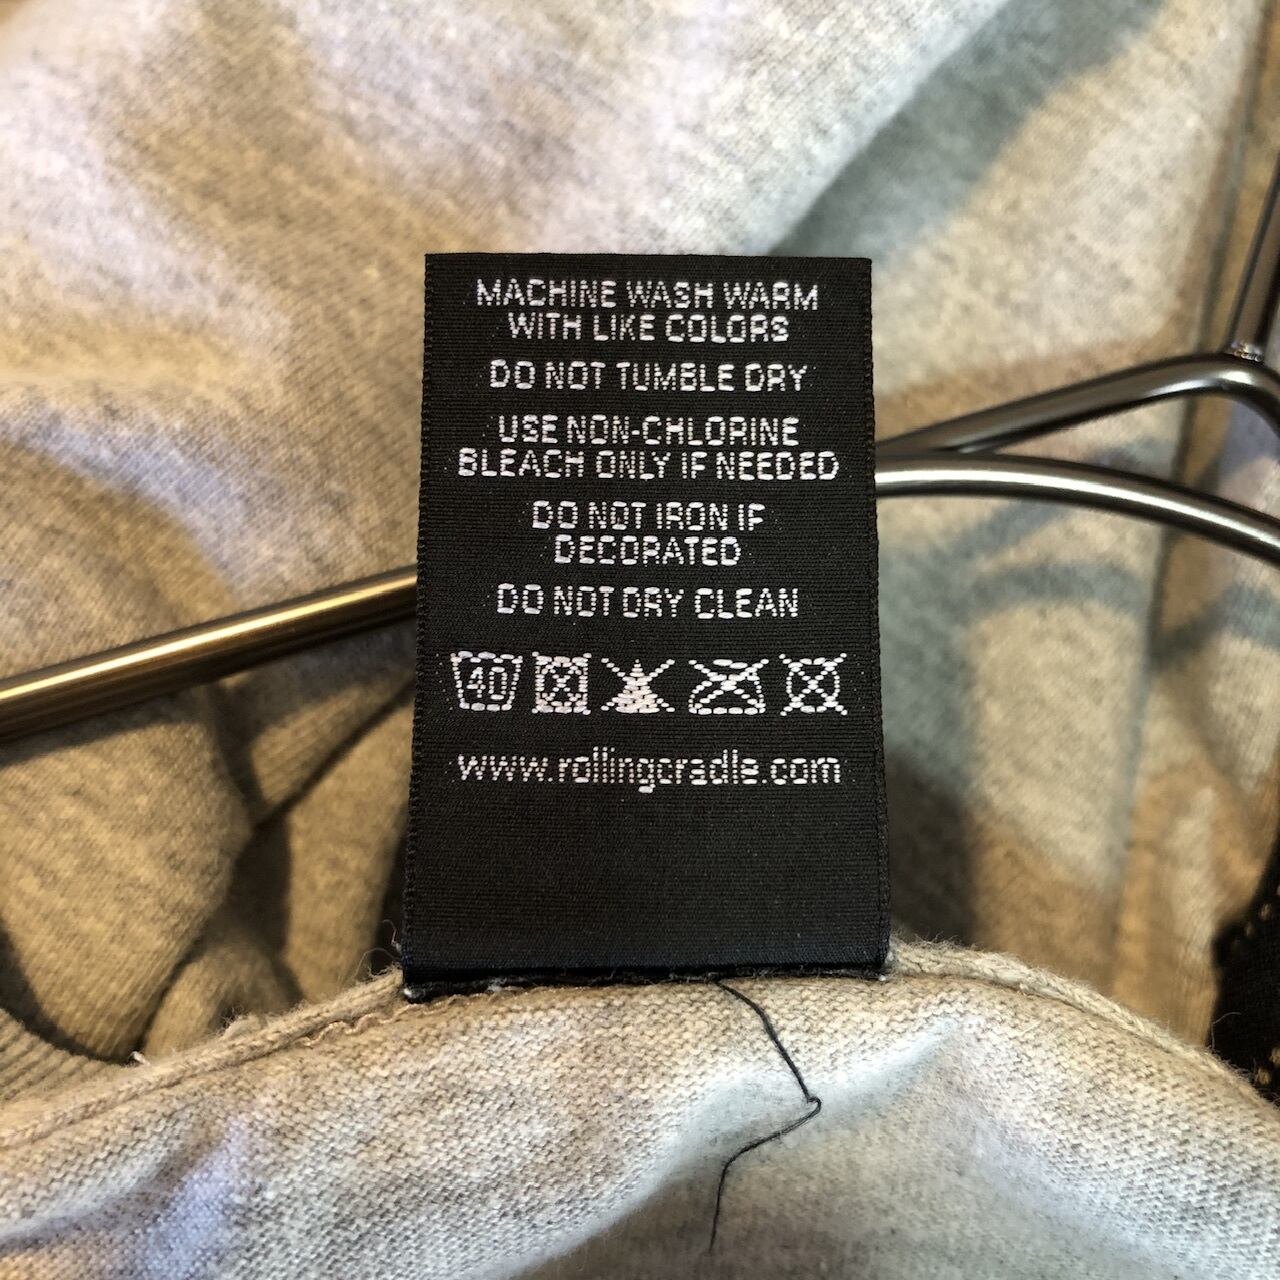 MACHINE WASH WARM
WITH LIKE COLORS
DO NOT TUMBLE DRY
USE NON-CHLORINE
BLEACH ONLY IF NEEDED
DO NOT IRON IF
DECORATED
DO NOT DRY CLEAN
40
www.rollingcradle.com